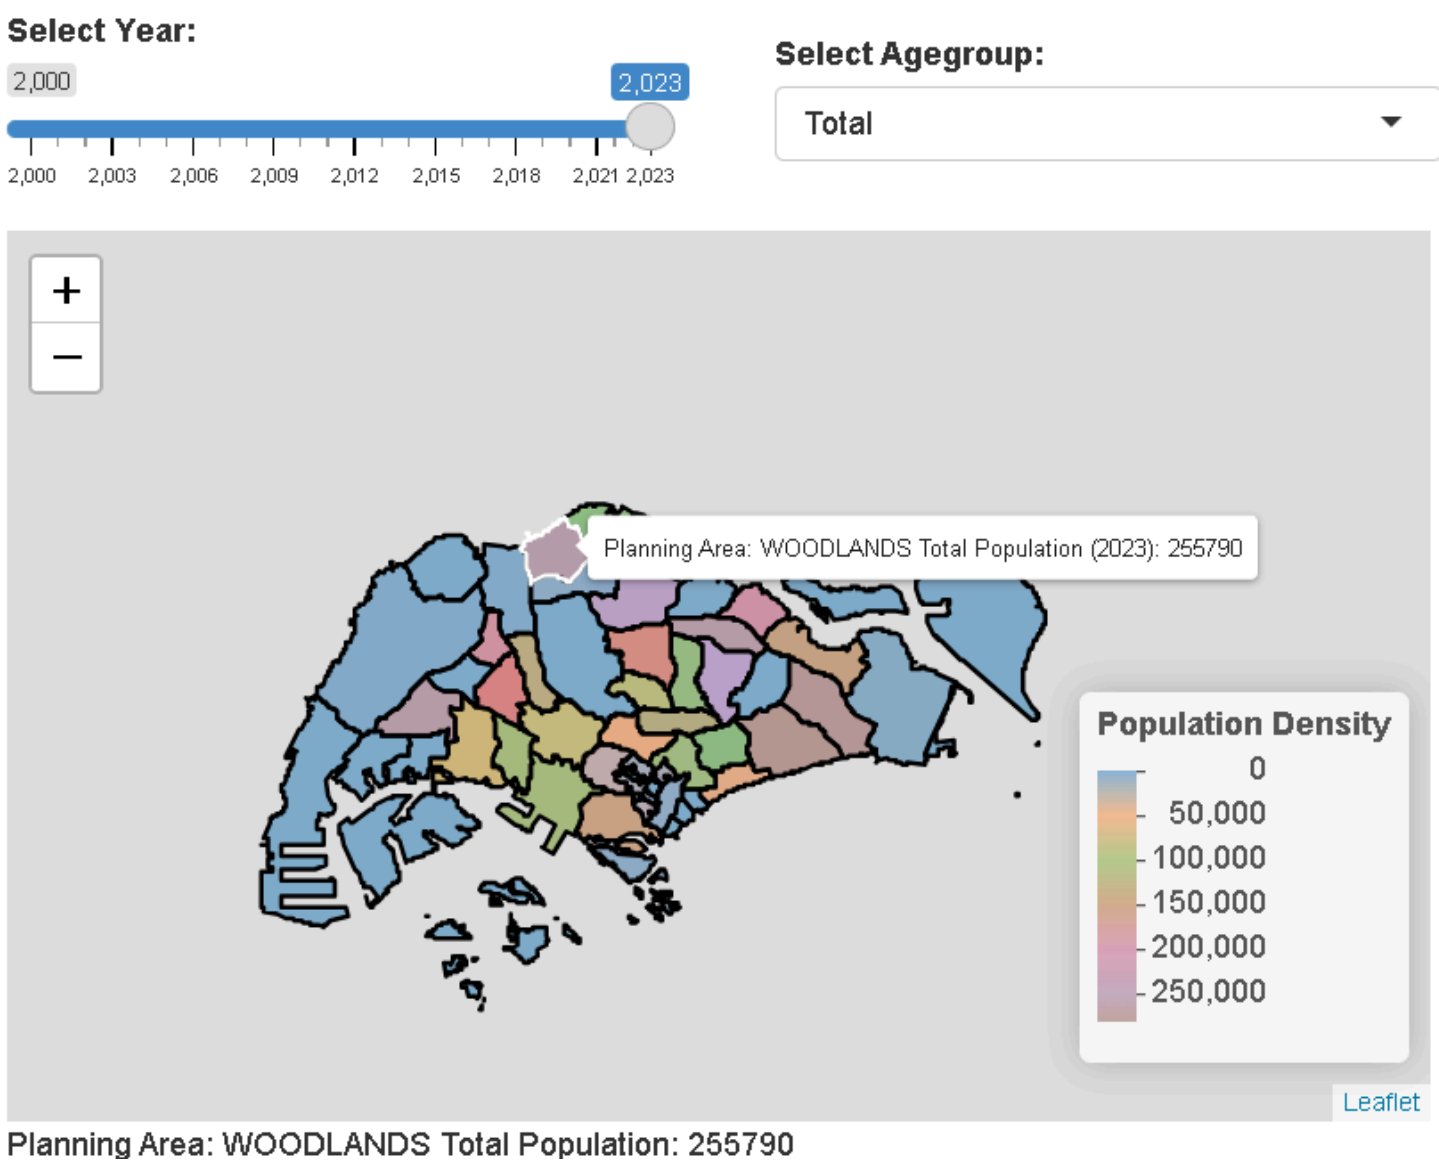 Select Year:
2,000
2,023
2,000 2,003 2,006 2,009 2,012 2,015 2,018 2,021 2,023
Select Agegroup:
Total
+
−
Planning Area: WOODLANDS Total Population (2023): 255790
Population Density
0
50,000
100,000
150,000
200,000
250,000
Leaflet
Planning Area: WOODLANDS Total Population: 255790